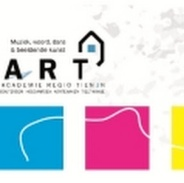 Muziek, woord, dans
& beeldende kunst
ART
ACADEMIE REGIO TIENEN